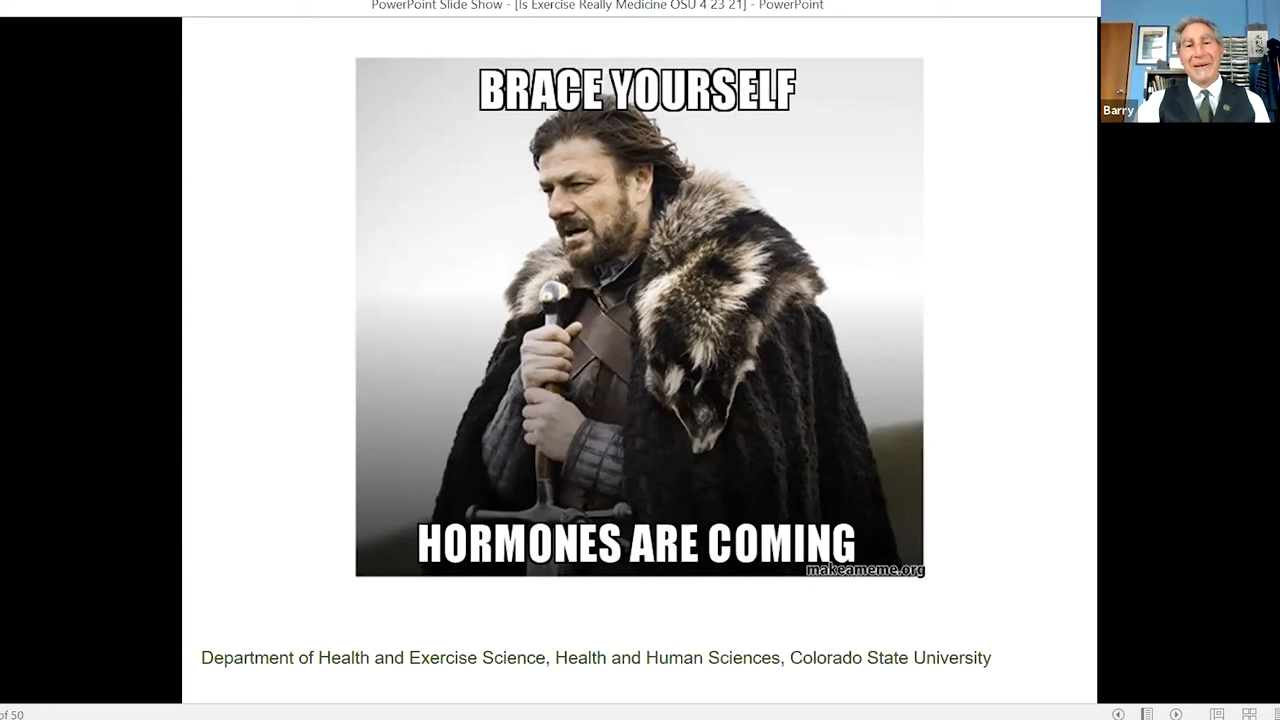 PowerPoint Slide Show - [Is Exercise Really Medicine OSU 4 23 21] - PowerPoint
Barry
BRACE YOURSELF
HORMONES ARE COMING
makeameme.org
Department of Health and Exercise Science, Health and Human Sciences, Colorado State University
of 50